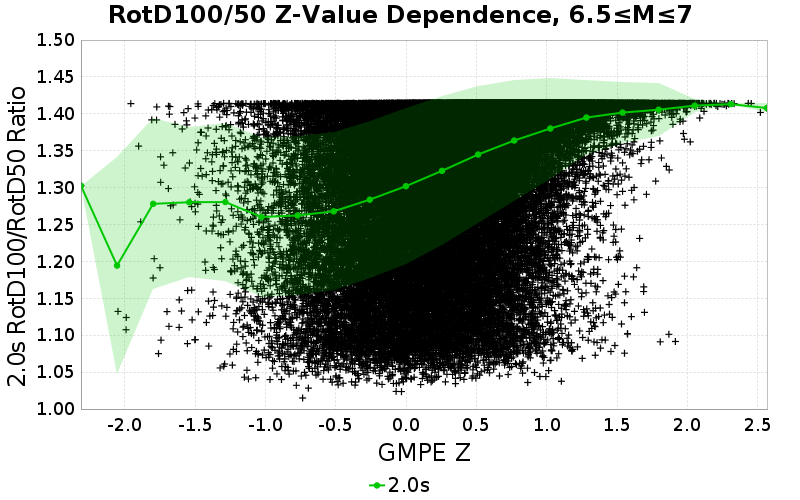 RotD100/50 Z-Value Dependence, 6.5≤M≤7
2.0s RotD100/RotD50 Ratio
1.50
1.45
1.40
1.35
1.30
1.25
1.20
1.15
1.10
1.05
1.00
-2.0 -1.5 -1.0 -0.5 0.0 0.5 1.0 1.5 2.0 2.5
GMPE Z
2.0s